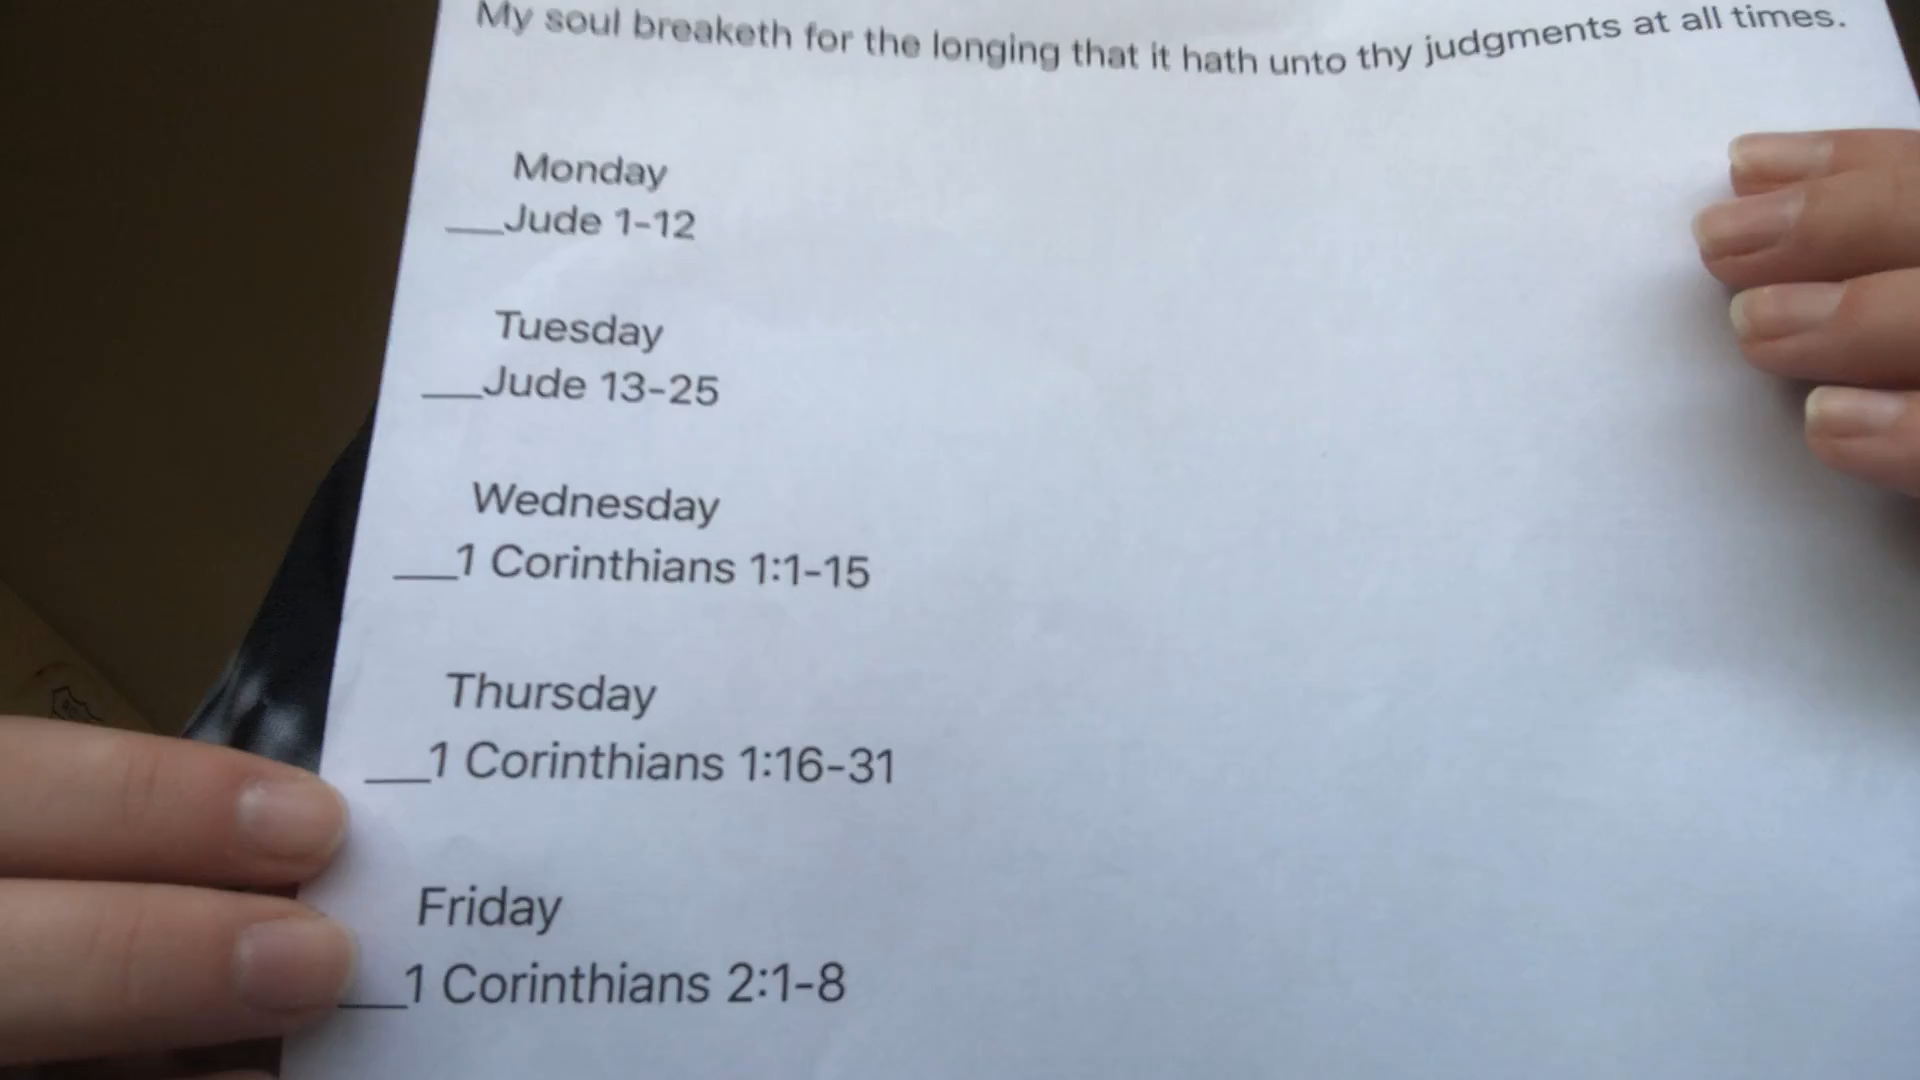 My soul breaketh for the longing that it hath unto thy judgments at all times.
Monday
___Jude 1-12
Tuesday
___Jude 13-25
Wednesday
___1 Corinthians 1:1-15
Thursday
___1 Corinthians 1:16-31
Friday
___1 Corinthians 2:1-8